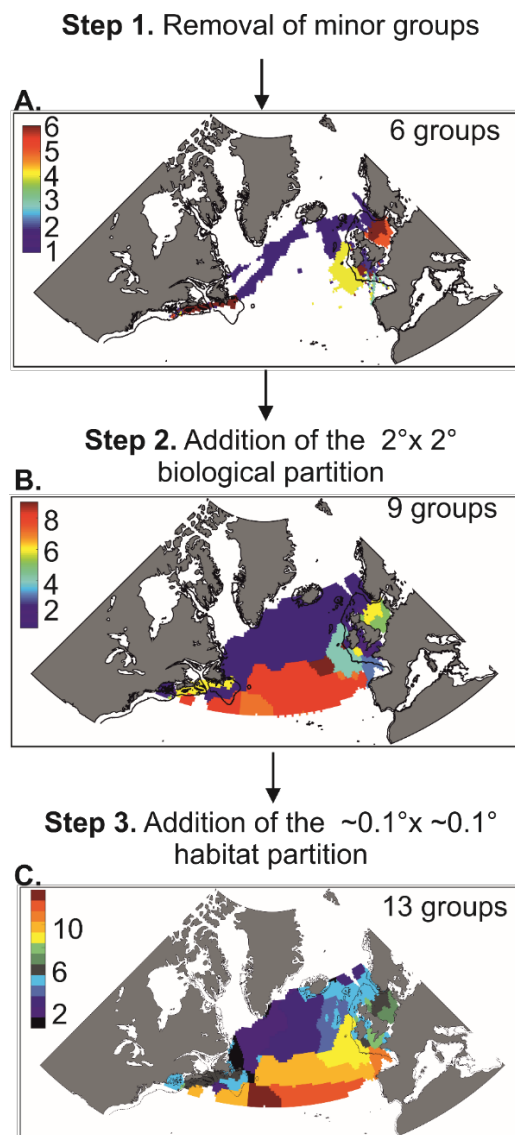 Step 1. Removal of minor groups
A.
6 groups
6
5
4
3
2
1
Step 2. Addition of the 2°x 2°
biological partition
B.
9 groups
8
6
4
2
Step 3. Addition of the ~0.1°x ~0.1°
habitat partition
C.
13 groups
10
6
2